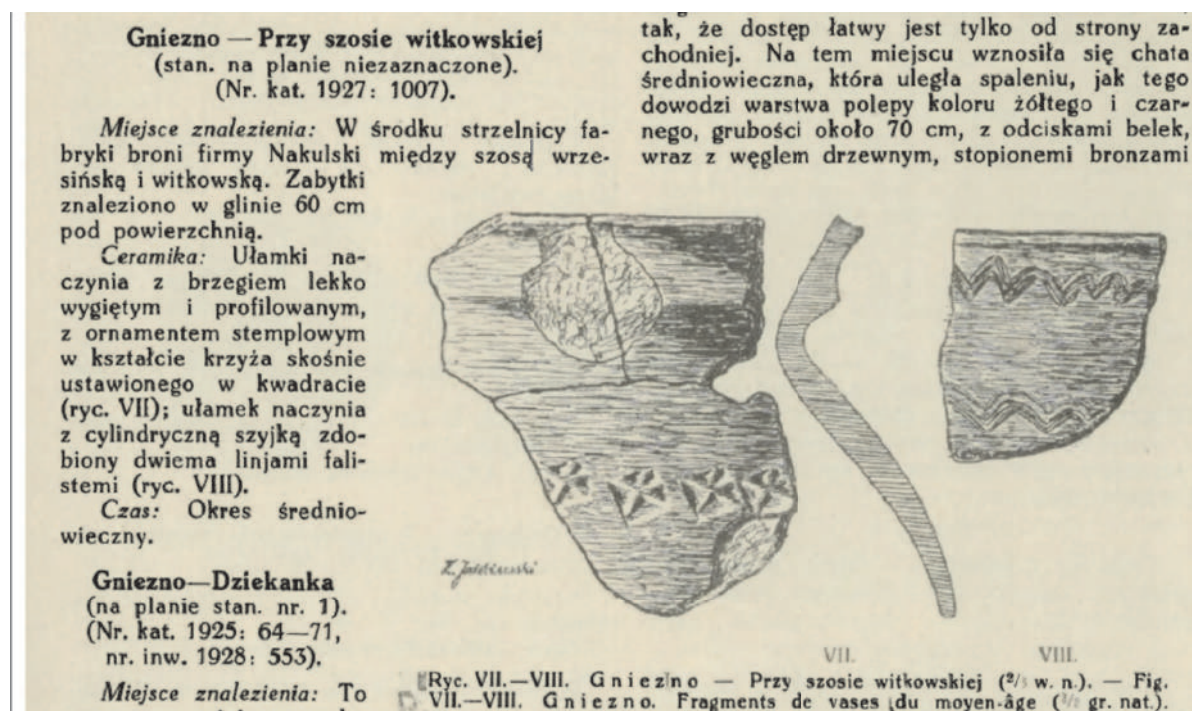 Gniezno — Przy szosie witkowskiej
(stan. na planie niezaznaczone).
(Nr. kat. 1927: 1007).
Miejsce znalezienia: W środku strzelnicy fa-
bryki broni firmy Nakulski między szosą wrze-
sińską i witkowską. Zabytki
znaleziono w glinie 60 cm
pod powierzchnią.
Ceramika: Ułamki na-
czynia z brzegiem lekko
wygiętym i profilowanym,
z ornamentem stemplowym
w kształcie krzyża skośnie
ustawionego w kwadracie
(ryc. VII); ułamek naczynia
z cylindryczną szyjką zdo-
biony dwiema linjami fali-
stemi (ryc. VIII).
Czas: Okres średnio-
wieczny.
Gniezno—Dziekanka
(na planie stan. nr. 1).
(Nr. kat. 1925: 64—71,
nr. inw. 1928: 553).
Miejsce znalezienia: To
tak, że dostęp łatwy jest tylko od strony za-
chodniej. Na tem miejscu wznosiła się chata
średniowieczna, która uległa spaleniu, jak tego
dowodzi warstwa polepy koloru żółtego i czar-
nego, grubości około 70 cm, z odciskami belek,
wraz z węglem drzewnym, stopionemi bronzami
VII. VIII.
Ryc. VII.—VIII. Gniezno — Przy szosie witkowskiej (2/3 w. n.). — Fig.
VII.—VIII. Gniezno. Fragments de vases du moyen-âge (gr. nat.).